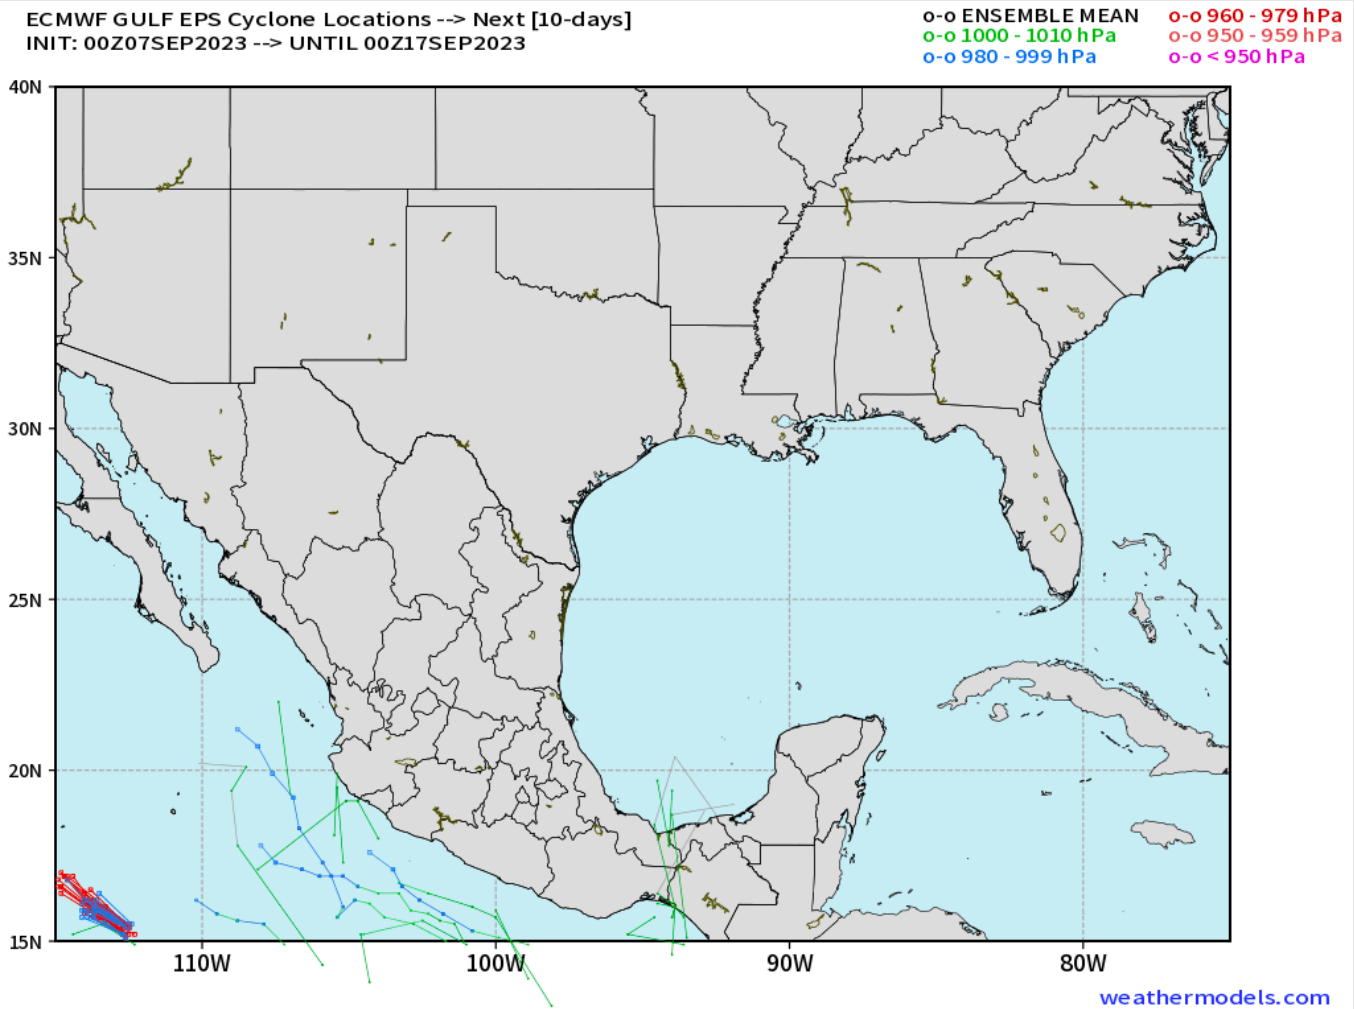 ECMWF GULF EPS Cyclone Locations --> Next [10-days]
INIT: 00Z07SEP2023 --> UNTIL 00Z17SEP2023
o-o ENSEMBLE MEAN
o-o 1000 - 1010 hPa
o-o 980 - 999 hPa
o-o 960 - 979 hPa
o-o 950 - 959 hPa
o-o < 950 hPa
40N
35N
30N
25N
20N
15N
110W
100W
90W
80W
weathermodels.com